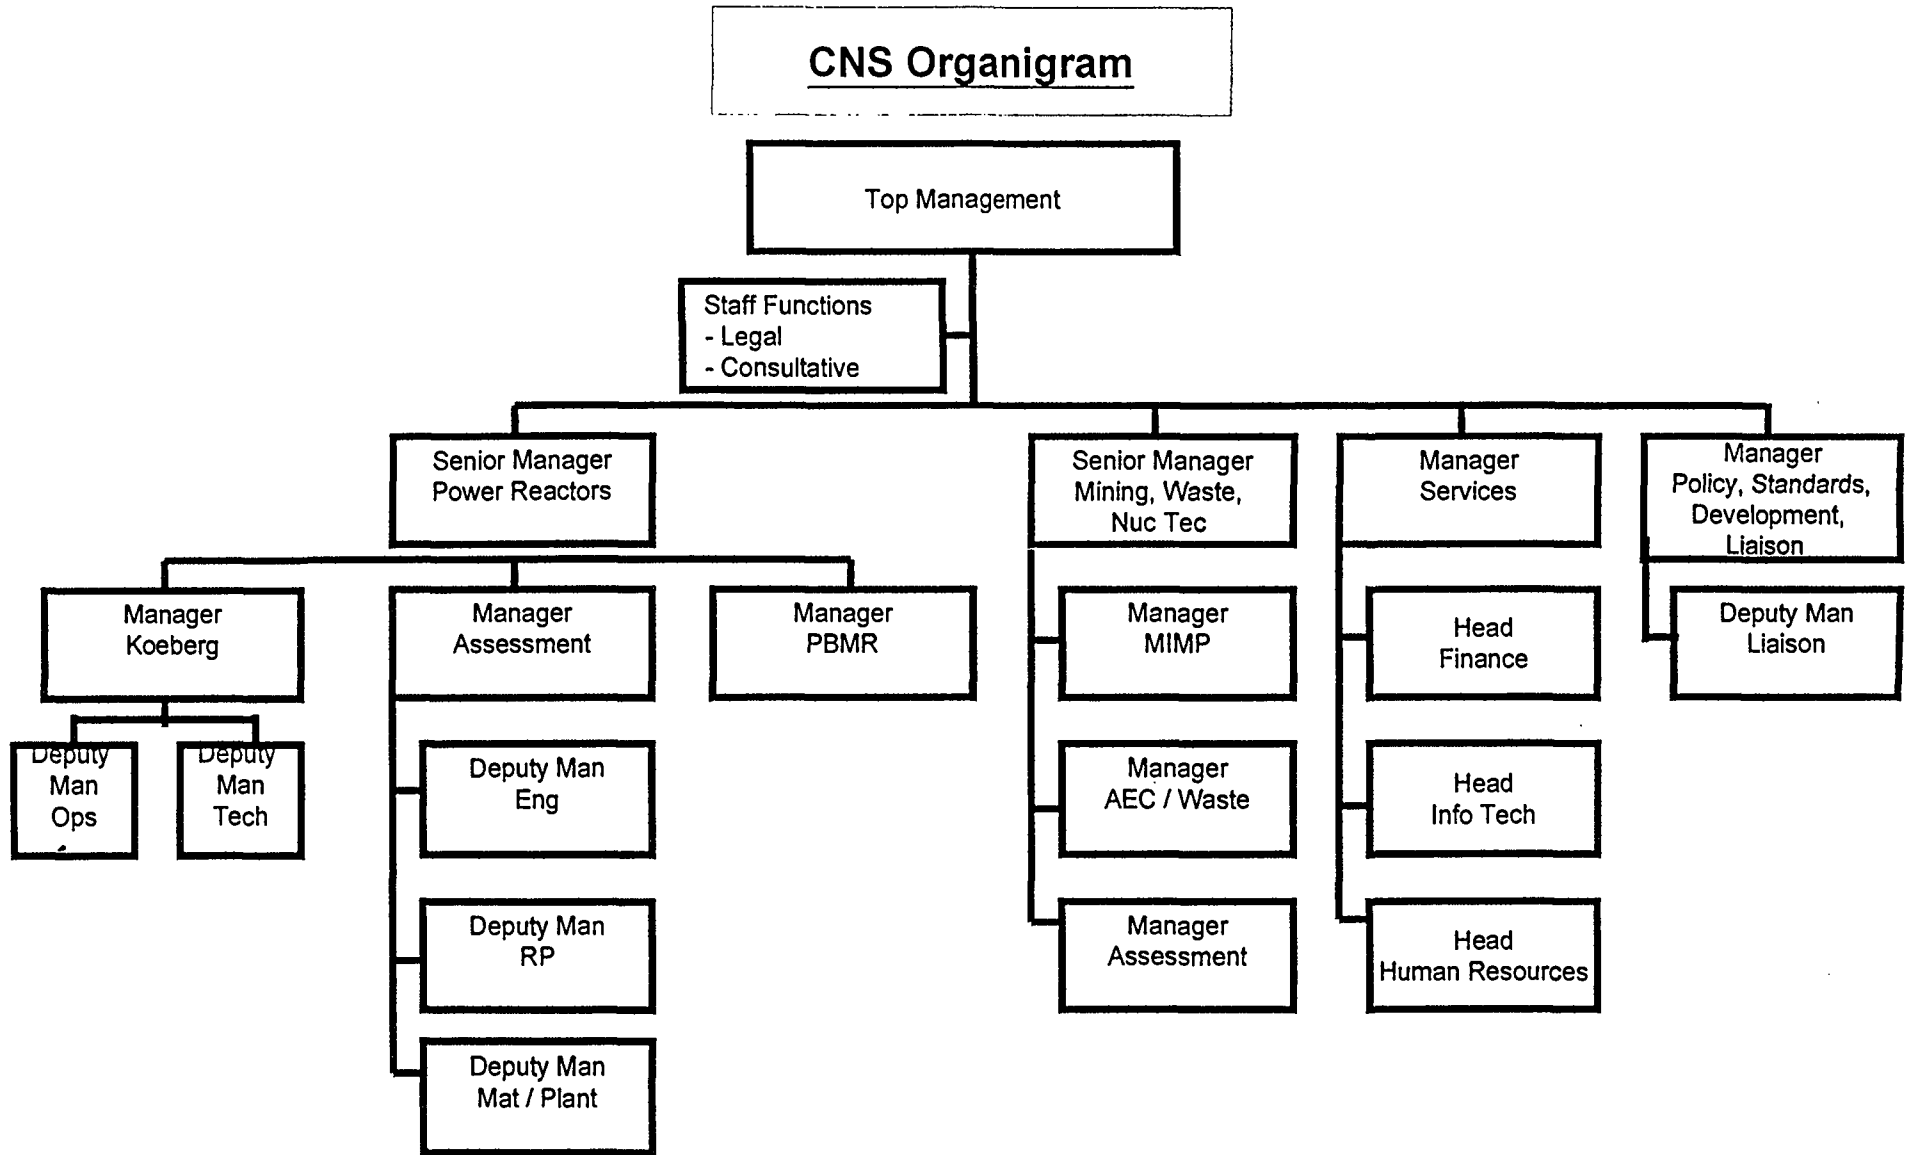 CNS Organigram
Top Management
Staff Functions
- Legal
- Consultative
Senior Manager
Power Reactors
Senior Manager
Mining, Waste,
Nuc Tec
Manager
Services
Manager
Policy, Standards,
Development,
Liaison
Manager
Koeberg
Manager
Assessment
Manager
PBMR
Manager
MIMP
Head
Finance
Deputy Man
Liaison
Deputy
Man
Ops
Deputy
Man
Tech
Deputy Man
Eng
Manager
AEC / Waste
Head
Info Tech
Deputy Man
RP
Manager
Assessment
Head
Human Resources
Deputy Man
Mat / Plant